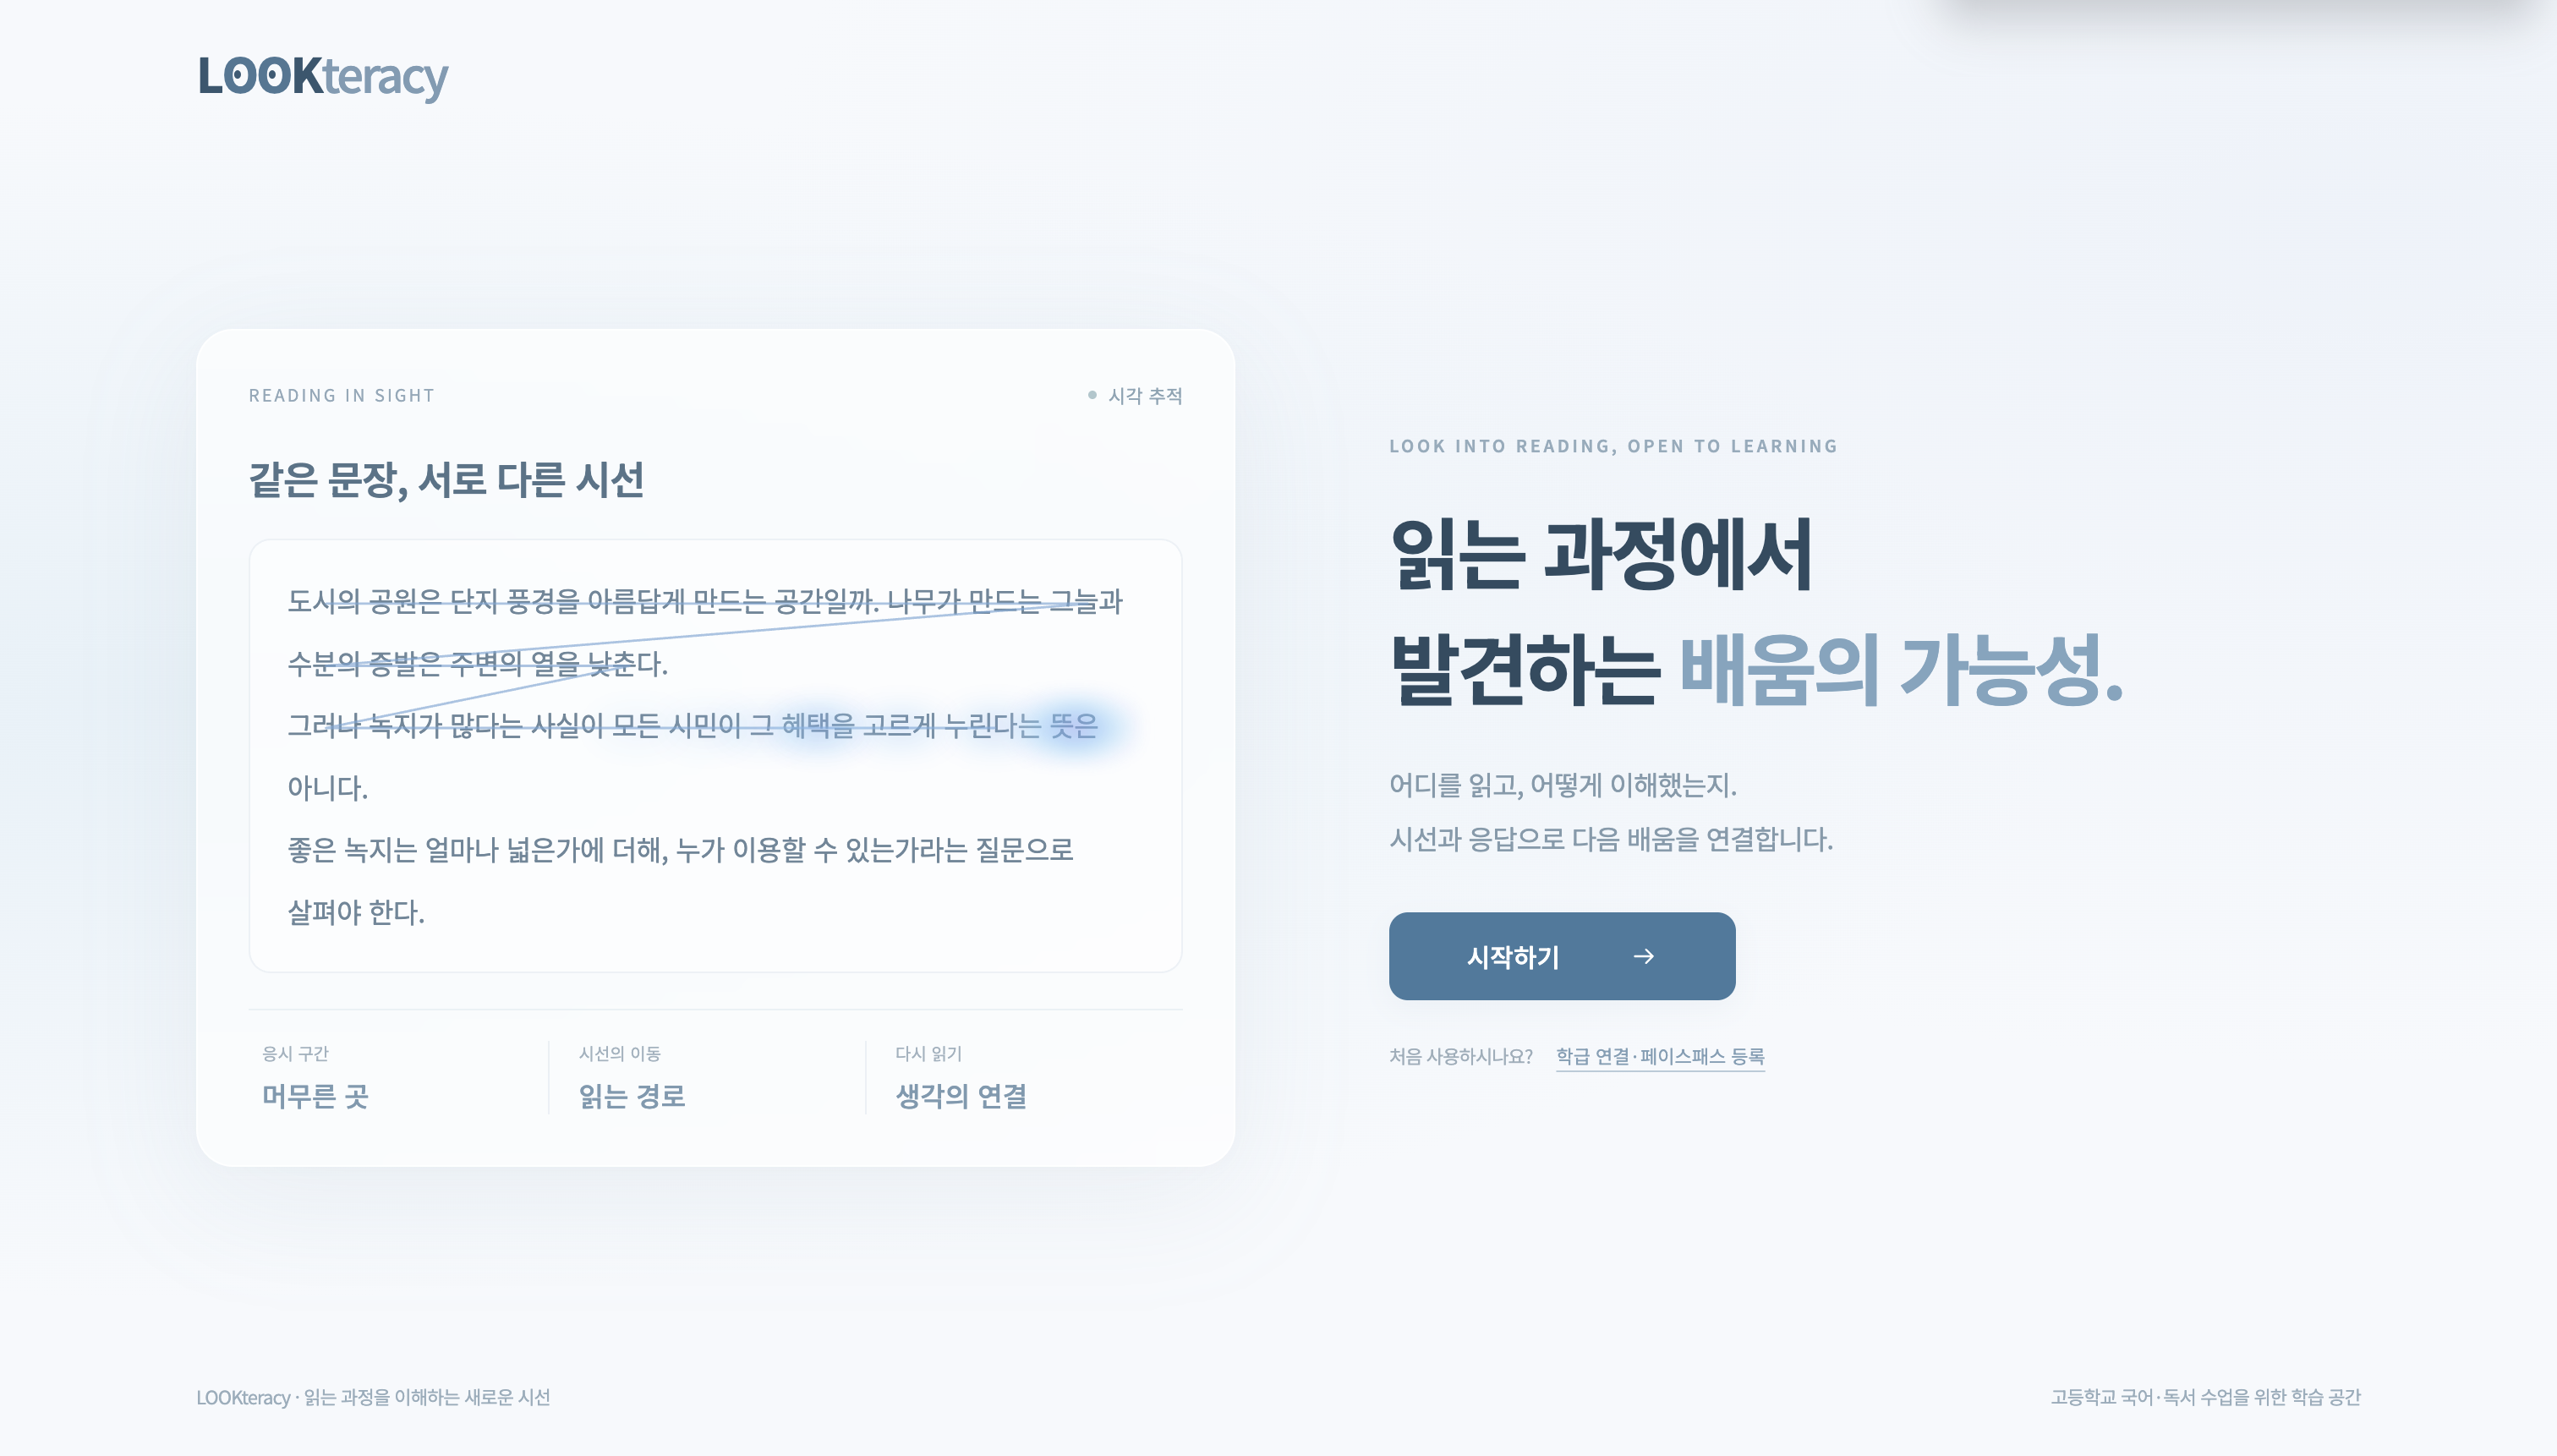 LOOKteracy
READING IN SIGHT
시각 추적
같은 문장, 서로 다른 시선
도시의 공원은 단지 풍경을 아름답게 만드는 공간일까. 나무가 만드는 그늘과
수분의 증발은 주변의 열을 낮춘다.
그러나 녹지가 많다는 사실이 모든 시민이 그 혜택을 고르게 누린다는 뜻은
아니다.
좋은 녹지는 얼마나 넓은가에 더해, 누가 이용할 수 있는가라는 질문으로
살펴야 한다.
응시 구간
머무른 곳
시선의 이동
읽는 경로
다시 읽기
생각의 연결
LOOK INTO READING, OPEN TO LEARNING
읽는 과정에서
발견하는 배움의 가능성.
어디를 읽고, 어떻게 이해했는지.
시선과 응답으로 다음 배움을 연결합니다.
시작하기 →
처음 사용하시나요? 학급 연결·페이스패스 등록
LOOKteracy · 읽는 과정을 이해하는 새로운 시선
고등학교 국어·독서 수업을 위한 학습 공간